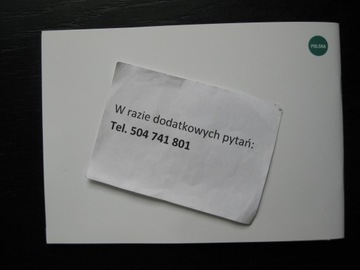 POLSKA
W razie dodatkowych pytań:
Tel. 504 741 801